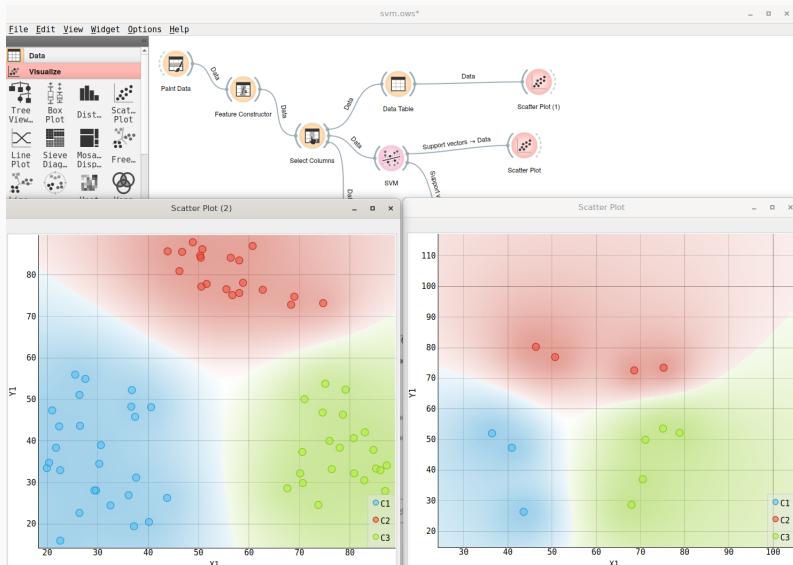 svm.ows*
File Edit View Widget Options Help
Data
Visualize
Tree View…
Box Plot
Dist…
Scat… Plot
Line Plot
Sieve Diag…
Mosa… Disp…
Free…
Paint Data
Data
Feature Constructor
Data
Select Columns
Data
Data Table
Data
Scatter Plot (1)
Data
SVM
Support vectors → Data
Scatter Plot
Scatter Plot (2)
Y1
80
70
60
50
40
30
20
20 30 40 50 60 70 80
X1
C1
C2
C3
Scatter Plot
Y1
110
100
90
80
70
60
50
40
30
20
30 40 50 60 70 80 90 100
X1
C1
C2
C3